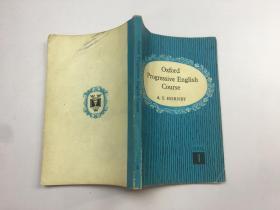 Oxford
Progressive English
Course
A. S. HORNBY
1